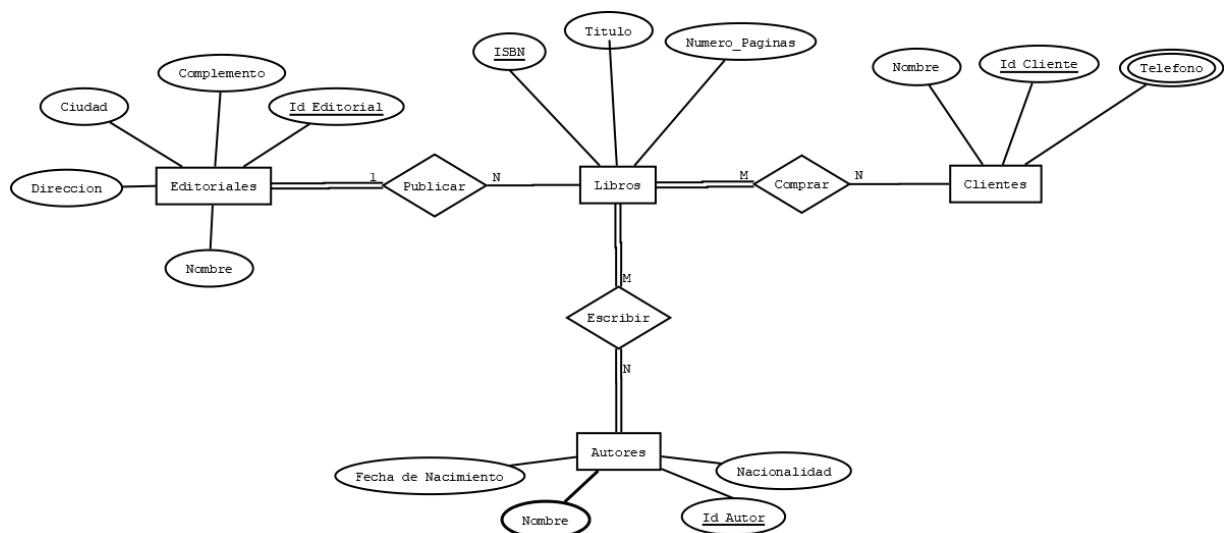 Titulo
Numero_Paginas
ISBN
Nombre
Id Cliente
Telefono
Complemento
Ciudad
Id Editorial
Direccion
Editoriales
1
Publicar
N
Libros
M
Comprar
N
Clientes
Nombre
M
Escribir
N
Autores
Fecha de Nacimiento
Nacionalidad
Nombre
Id Autor